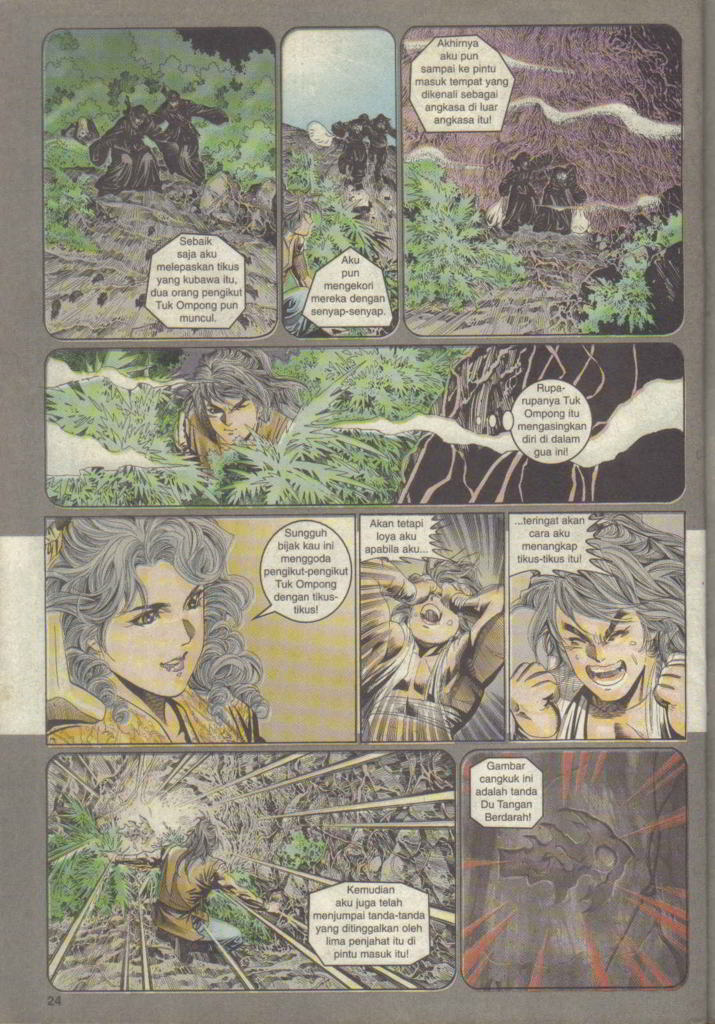 Sebaik
saja aku
melepaskan tikus
yang kubawa itu,
dua orang pengikut
Tuk Ompong pun
muncul.
Aku
pun
mengekori
mereka dengan
senyap-senyap.
Akhirnya
aku pun
sampai ke pintu
masuk tempat yang
dikenali sebagai
angkasa di luar
angkasa itu!
Rupa-
rupanya Tuk
Ompong itu
mengasingkan
diri di dalam
gua ini!
Sungguh
bijak kau ini
menggoda
pengikut-pengikut
Tuk Ompong
dengan tikus-
tikus!
Akan tetapi
loya aku
apabila aku...
...teringat akan
cara aku
menangkap
tikus-tikus itu!
Kemudian
aku juga telah
menjumpai tanda-tanda
yang ditinggalkan oleh
lima penjahat itu di
pintu masuk itu!
Gambar
cangkuk ini
adalah tanda
Du Tangan
Berdarah!
24